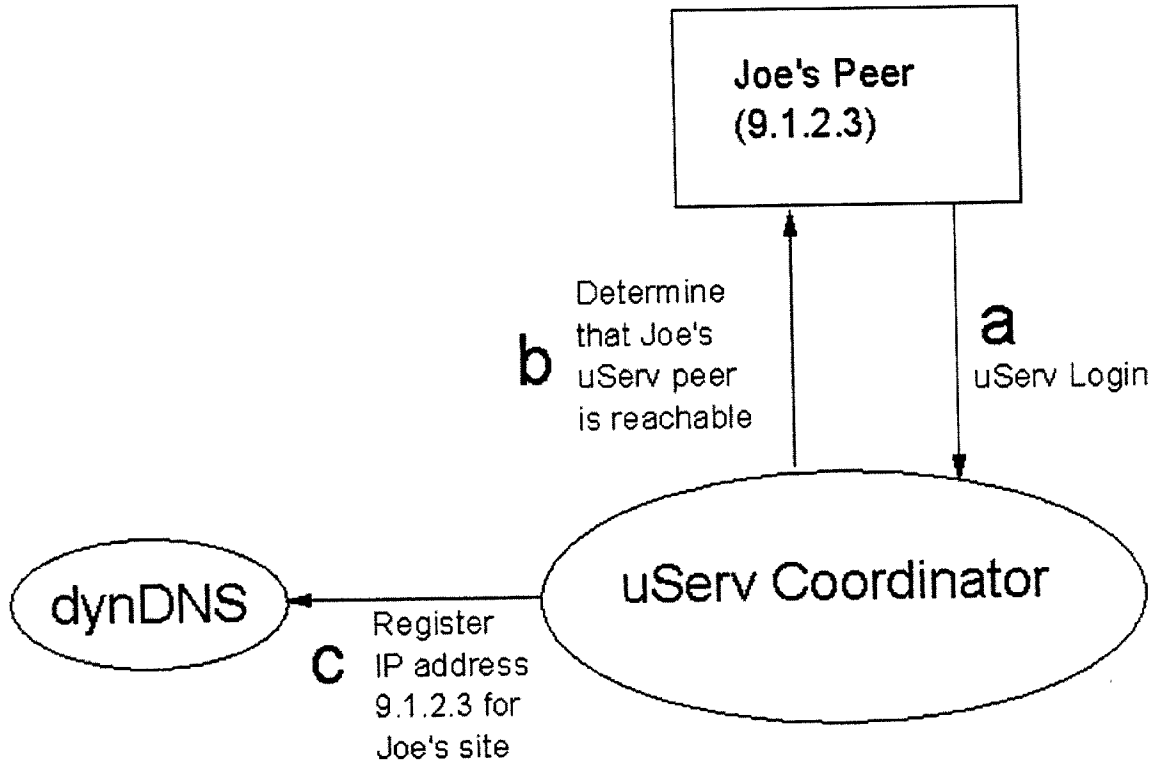 Joe's Peer
(9.1.2.3)
b
Determine
that Joe's
uServ peer
is reachable
a
uServ Login
uServ Coordinator
dynDNS
c
Register
IP address
9.1.2.3 for
Joe's site